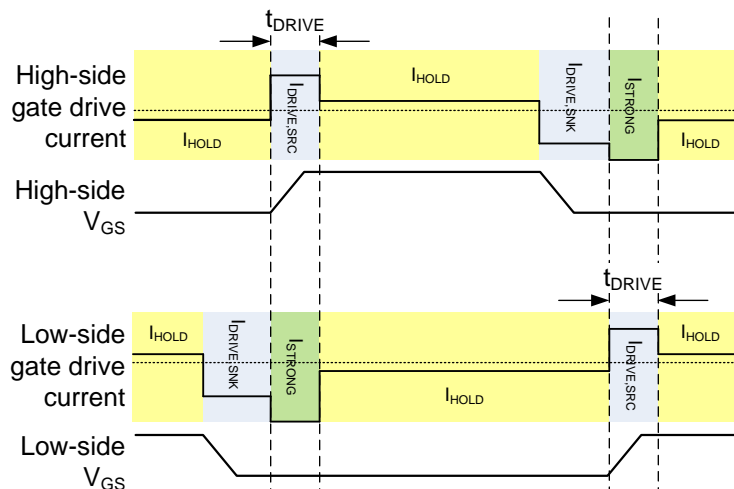 tDRIVE
High-side
gate drive
current
IHOLD
IDRIVE,SRC
IHOLD
IDRIVE,SNK
ISTRONG
IHOLD
High-side
VGS
tDRIVE
Low-side
gate drive
current
IHOLD
IDRIVE,SNK
ISTRONG
IHOLD
IDRIVE,SRC
IHOLD
Low-side
VGS